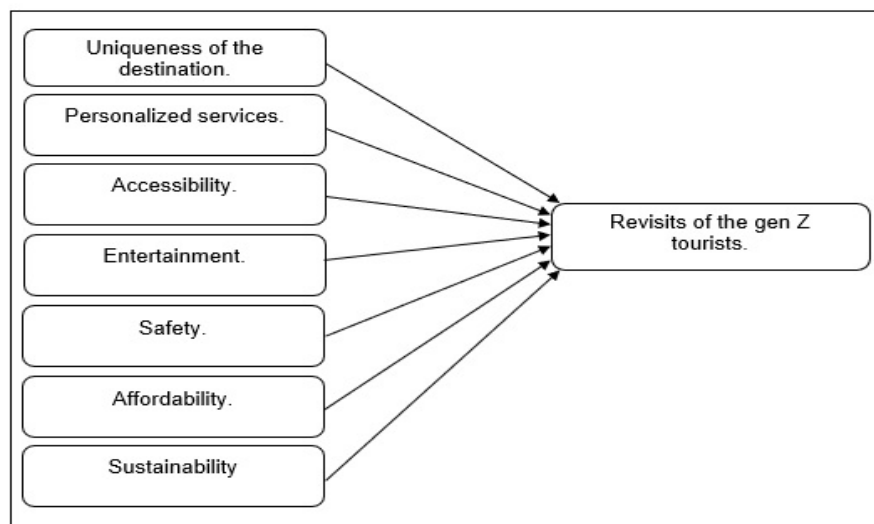 Uniqueness of the
destination.
Personalized services.
Accessibility.
Entertainment.
Safety.
Affordability.
Sustainability
Revisits of the gen Z
tourists.